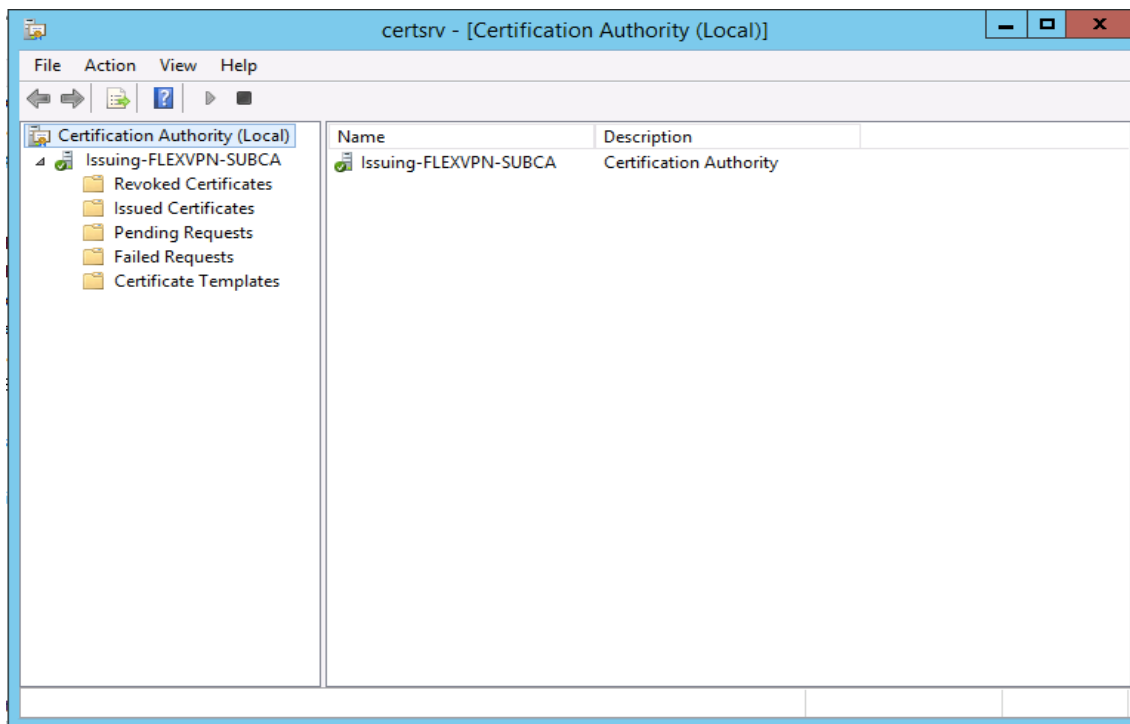 certsrv - [Certification Authority (Local)]
File Action View Help
Certification Authority (Local)
Issuing-FLEXVPN-SUBCA
Revoked Certificates
Issued Certificates
Pending Requests
Failed Requests
Certificate Templates
Name Description
Issuing-FLEXVPN-SUBCA Certification Authority